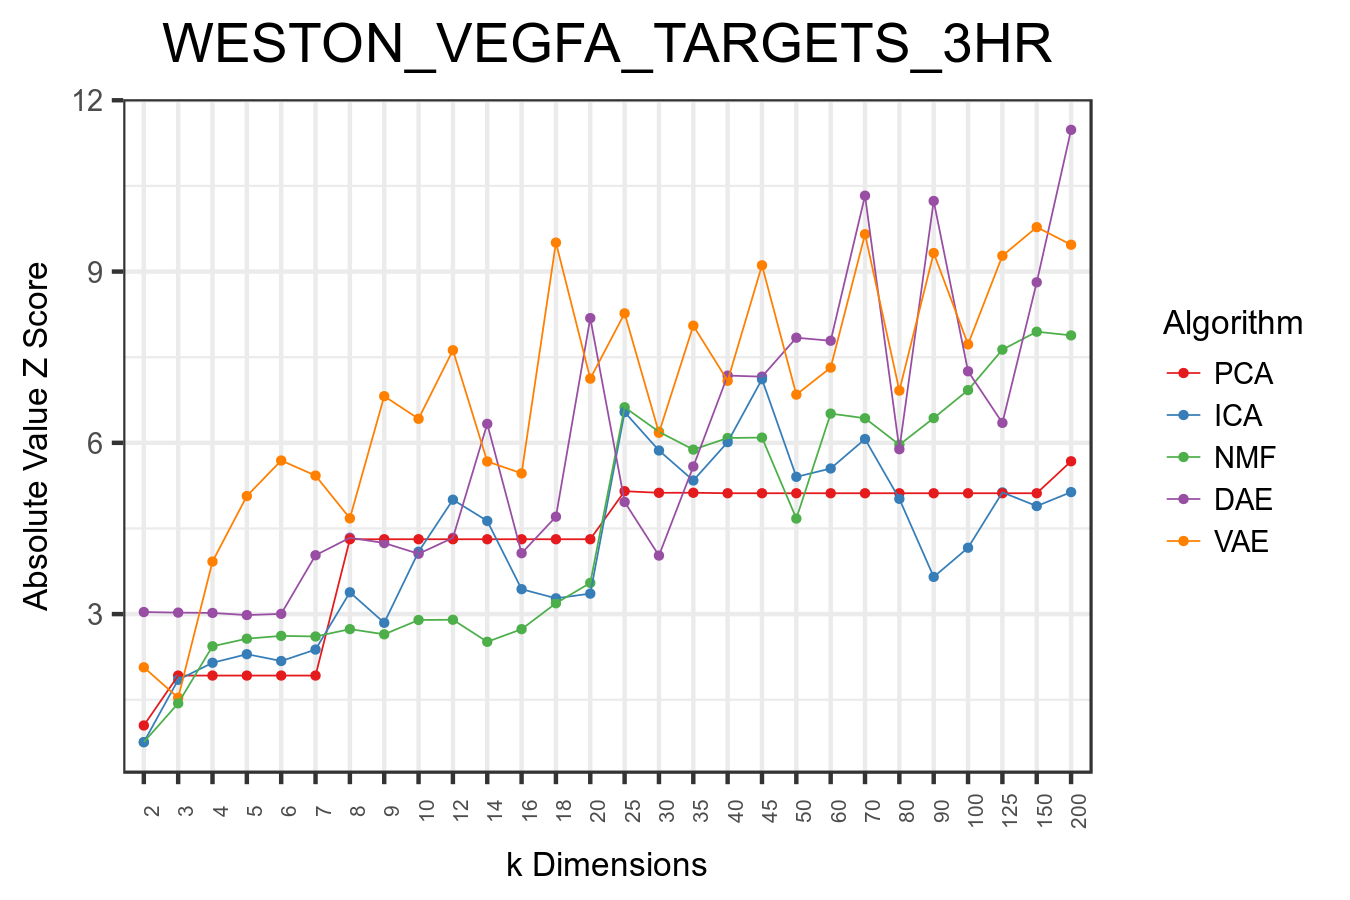 WESTON_VEGFA_TARGETS_3HR
Absolute Value Z Score
12
9
6
3
2 3 4 5 6 7 8 9 10 12 14 16 18 20 25 30 35 40 45 50 60 70 80 90 100 125 150 200
k Dimensions
Algorithm
PCA
ICA
NMF
DAE
VAE